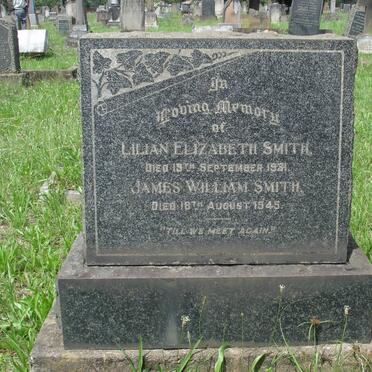 In
Loving Memory
of
LILIAN ELIZABETH SMITH,
DIED 19TH SEPTEMBER 1931.
JAMES WILLIAM SMITH,
DIED 18TH AUGUST 1945.
"TILL WE MEET AGAIN."